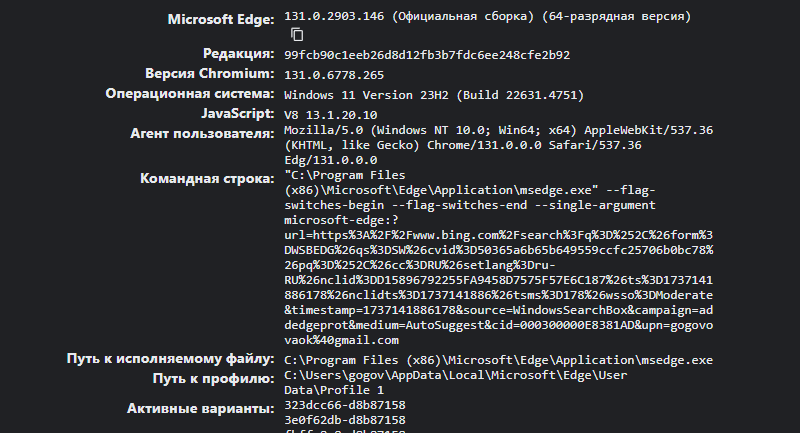 Microsoft Edge: 131.0.2903.146 (Официальная сборка) (64-разрядная версия)
Редакция: 99fcb90c1eeb26d8d12fb3b7fdc6ee248cfe2b92
Версия Chromium: 131.0.6778.265
Операционная система: Windows 11 Version 23H2 (Build 22631.4751)
JavaScript: V8 13.1.20.10
Агент пользователя: Mozilla/5.0 (Windows NT 10.0; Win64; x64) AppleWebKit/537.36
(KHTML, like Gecko) Chrome/131.0.0.0 Safari/537.36
Edg/131.0.0.0
Командная строка: "C:\Program Files
(x86)\Microsoft\Edge\Application\msedge.exe" --flag-
switches-begin --flag-switches-end --single-argument
microsoft-edge:?
url=https%3A%2F%2Fwww.bing.com%2Fsearch%3Fq%3D%252C%26form%3
DWSBEDG%26qs%3DSW%26cvid%3D50365a6b65b649559ccfc25706b0bc78%
26pq%3D%252C%26cc%3DRU%26setlang%3Dru-
RU%26nclid%3DD15896792255FA9458D7575F57E6C187%26ts%3D1737141
886178%26nclidts%3D1737141886%26tsms%3D178%26wsso%3DModerate
&timestamp=1737141886178&source=WindowsSearchBox&campaign=ad
dedgeprot&medium=AutoSuggest&cid=000300000E8381AD&upn=gogovo
vaok%40gmail.com
Путь к исполняемому файлу: C:\Program Files (x86)\Microsoft\Edge\Application\msedge.exe
Путь к профилю: C:\Users\gogov\AppData\Local\Microsoft\Edge\User
Data\Profile 1
Активные варианты: 323dcc66-d8b87158
3e0f62db-d8b87158